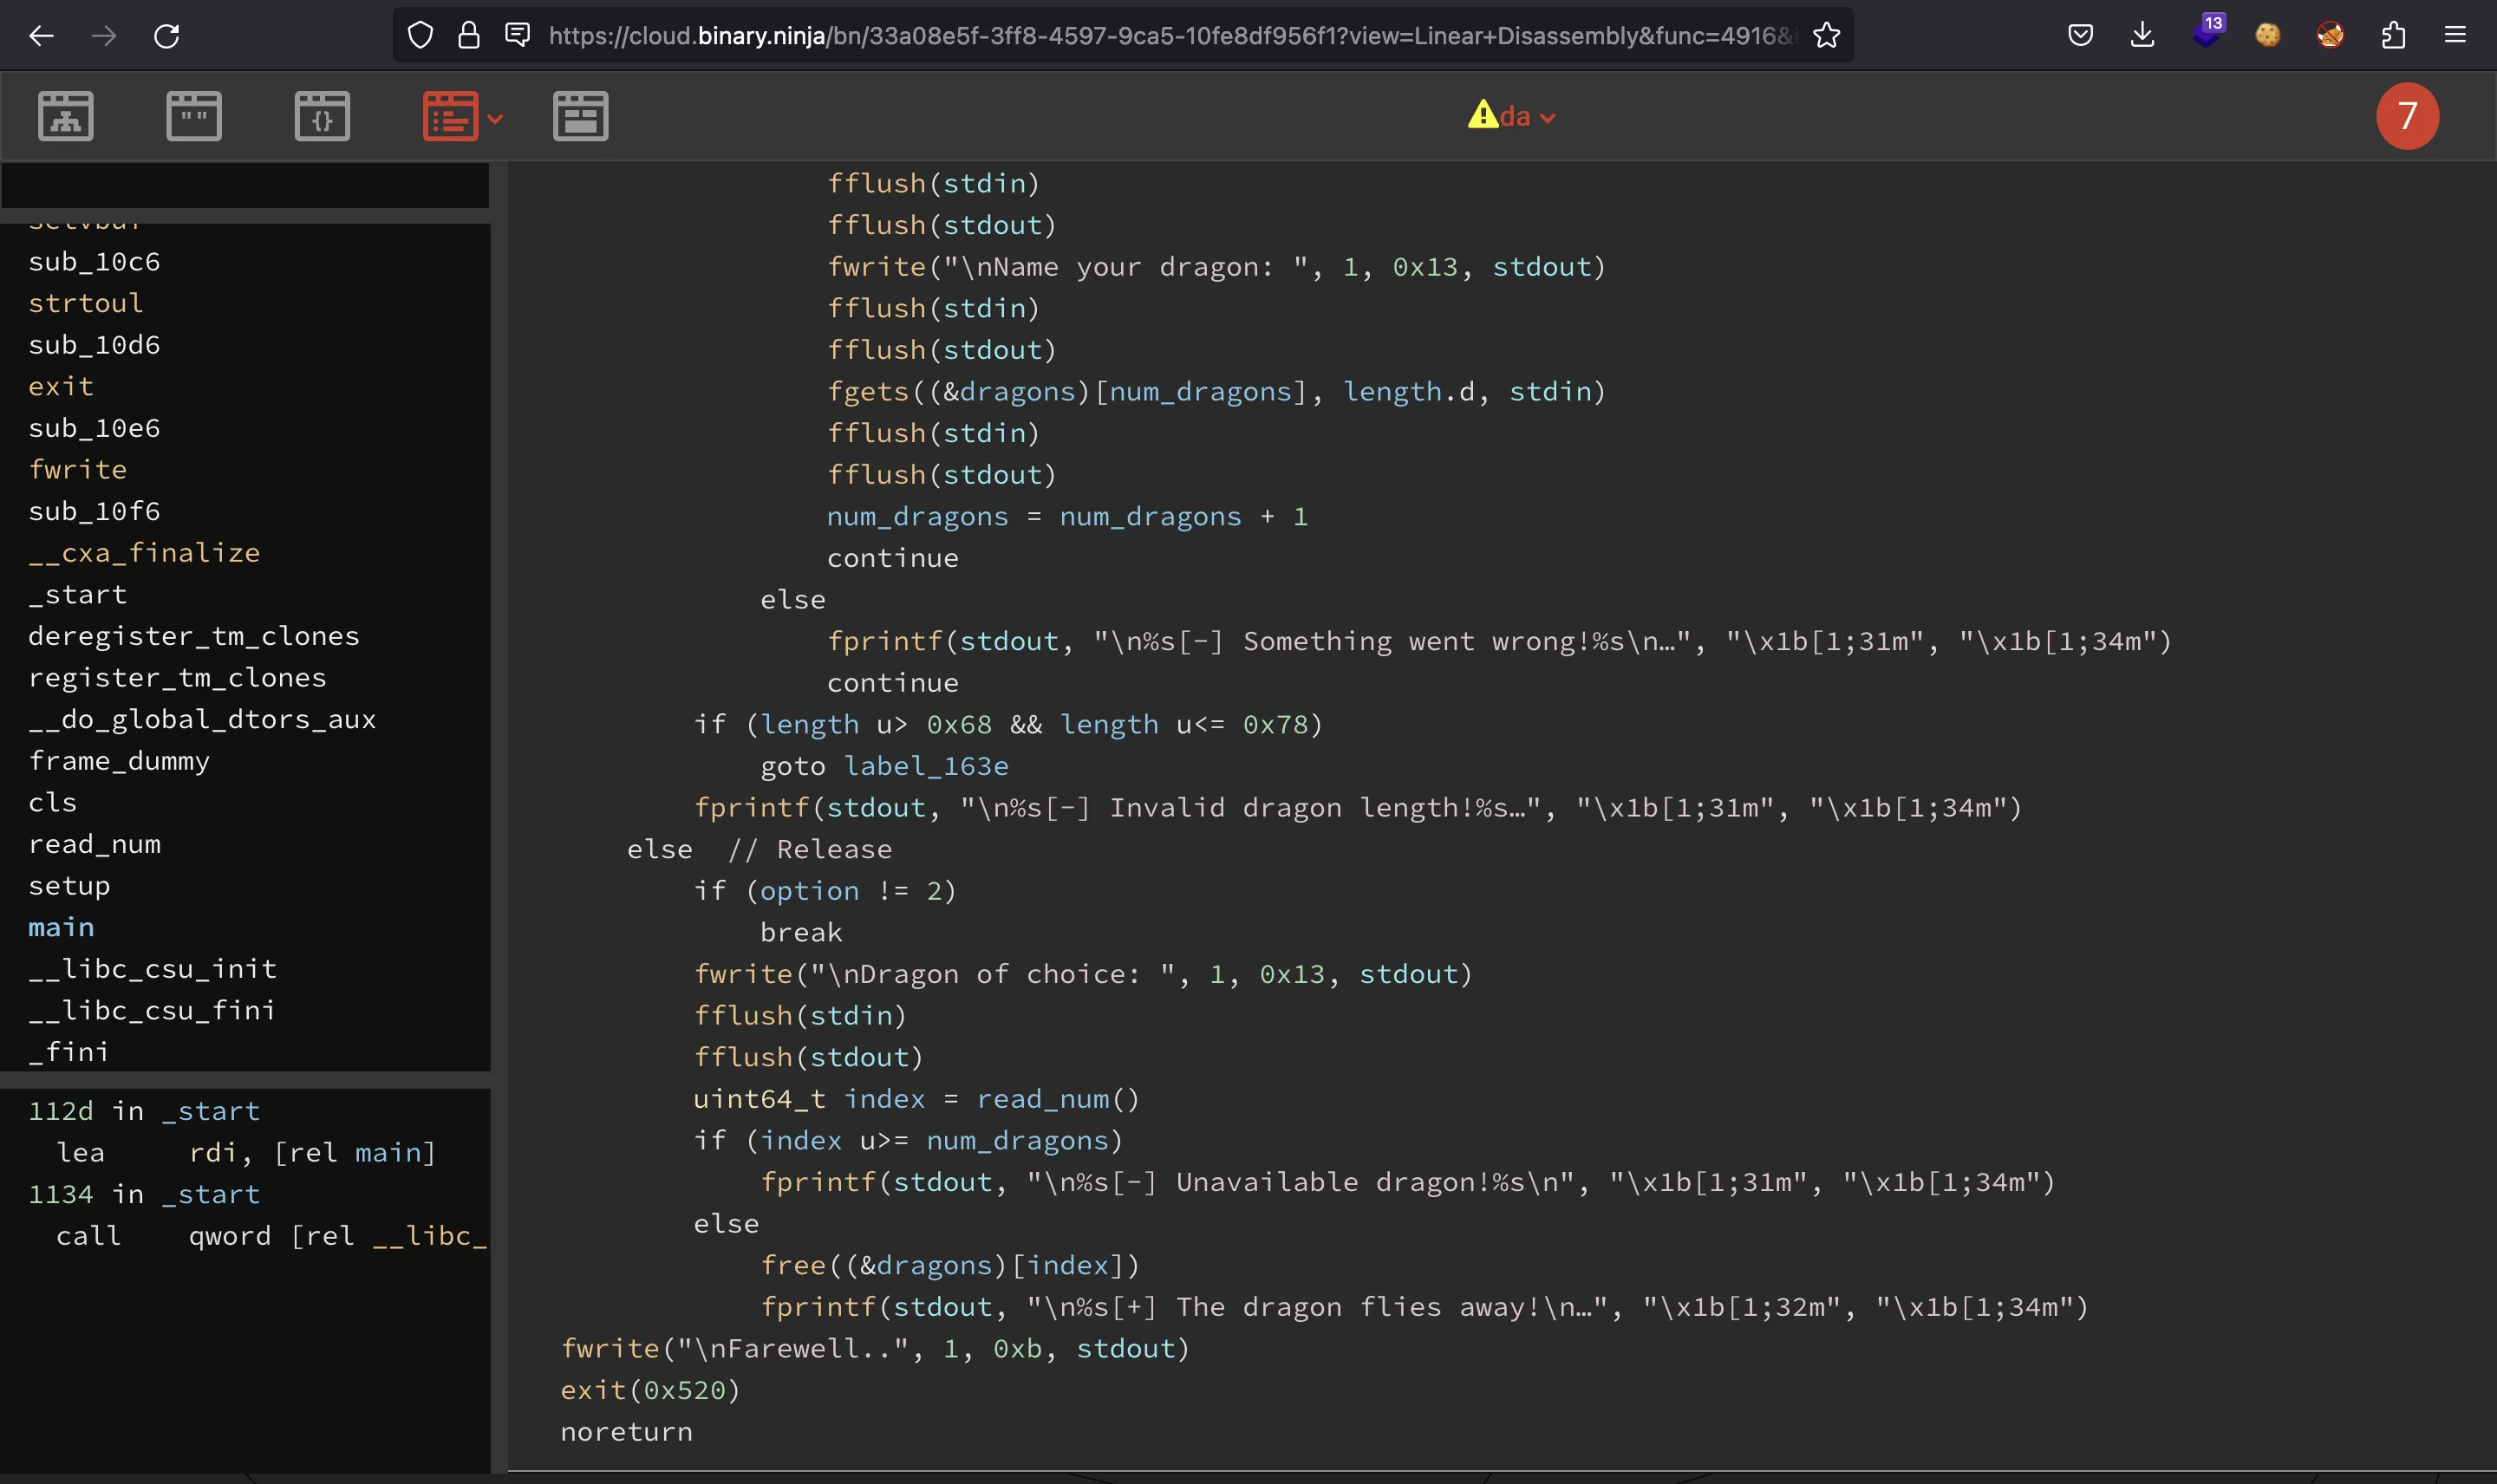 https://cloud.binary.ninja/bn/33a08e5f-3ff8-4597-9ca5-10fe8df956f1?view=Linear+Disassembly&func=4916&
13
" "
{}
da
7
setvbuf
sub_10c6
strtoul
sub_10d6
exit
sub_10e6
fwrite
sub_10f6
__cxa_finalize
_start
deregister_tm_clones
register_tm_clones
__do_global_dtors_aux
frame_dummy
cls
read_num
setup
main
__libc_csu_init
__libc_csu_fini
_fini
112d in _start
lea rdi, [rel main]
1134 in _start
call qword [rel __libc_
fflush(stdin)
fflush(stdout)
fwrite("\nName your dragon: ", 1, 0x13, stdout)
fflush(stdin)
fflush(stdout)
fgets((&dragons)[num_dragons], length.d, stdin)
fflush(stdin)
fflush(stdout)
num_dragons = num_dragons + 1
continue
else
fprintf(stdout, "\n%s[-] Something went wrong!%s\n…", "\x1b[1;31m", "\x1b[1;34m")
continue
if (length u> 0x68 && length u<= 0x78)
goto label_163e
fprintf(stdout, "\n%s[-] Invalid dragon length!%s…", "\x1b[1;31m", "\x1b[1;34m")
else // Release
if (option != 2)
break
fwrite("\nDragon of choice: ", 1, 0x13, stdout)
fflush(stdin)
fflush(stdout)
uint64_t index = read_num()
if (index u>= num_dragons)
fprintf(stdout, "\n%s[-] Unavailable dragon!%s\n", "\x1b[1;31m", "\x1b[1;34m")
else
free((&dragons)[index])
fprintf(stdout, "\n%s[+] The dragon flies away!\n…", "\x1b[1;32m", "\x1b[1;34m")
fwrite("\nFarewell..", 1, 0xb, stdout)
exit(0x520)
noreturn